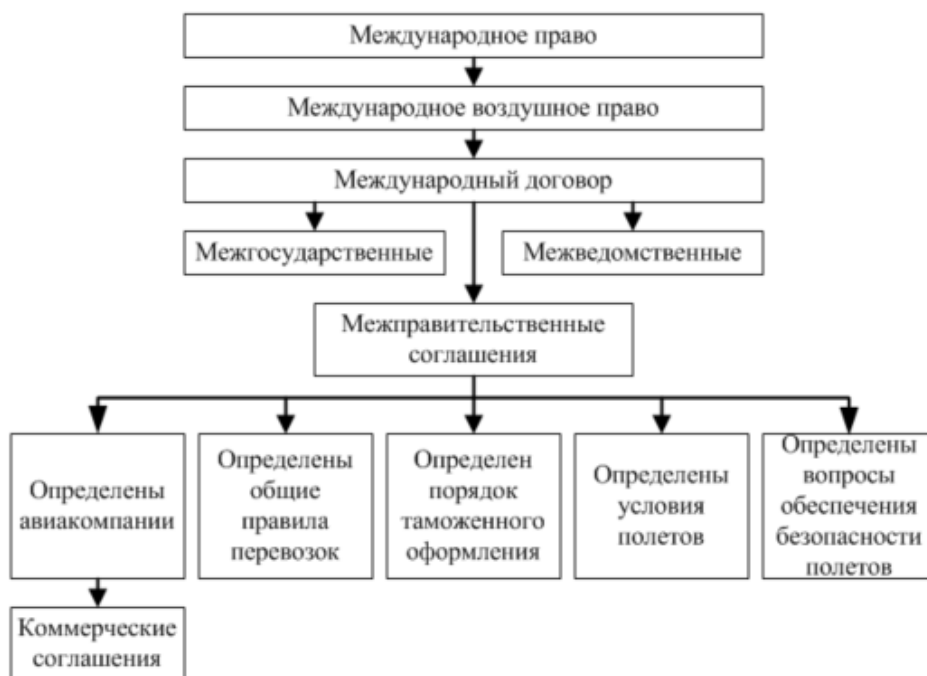 Международное право
Международное воздушное право
Международный договор
Межгосударственные
Межведомственные
Межправительственные
соглашения
Определены
авиакомпании
Определены
общие
правила
перевозок
Определен
порядок
таможенного
оформления
Определены
условия
полетов
Определены
вопросы
обеспечения
безопасности
полетов
Коммерческие
соглашения